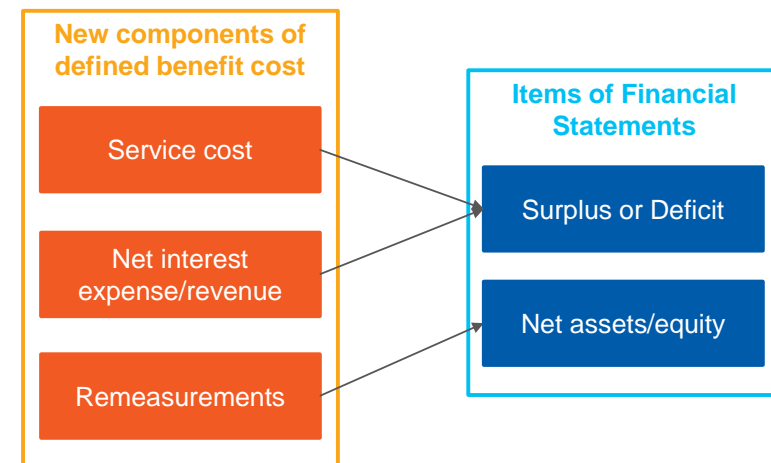 New components of
defined benefit cost
Service cost
Net interest
expense/revenue
Remeasurements
Items of Financial
Statements
Surplus or Deficit
Net assets/equity